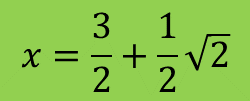 x = 3/2 + 1/2 √2